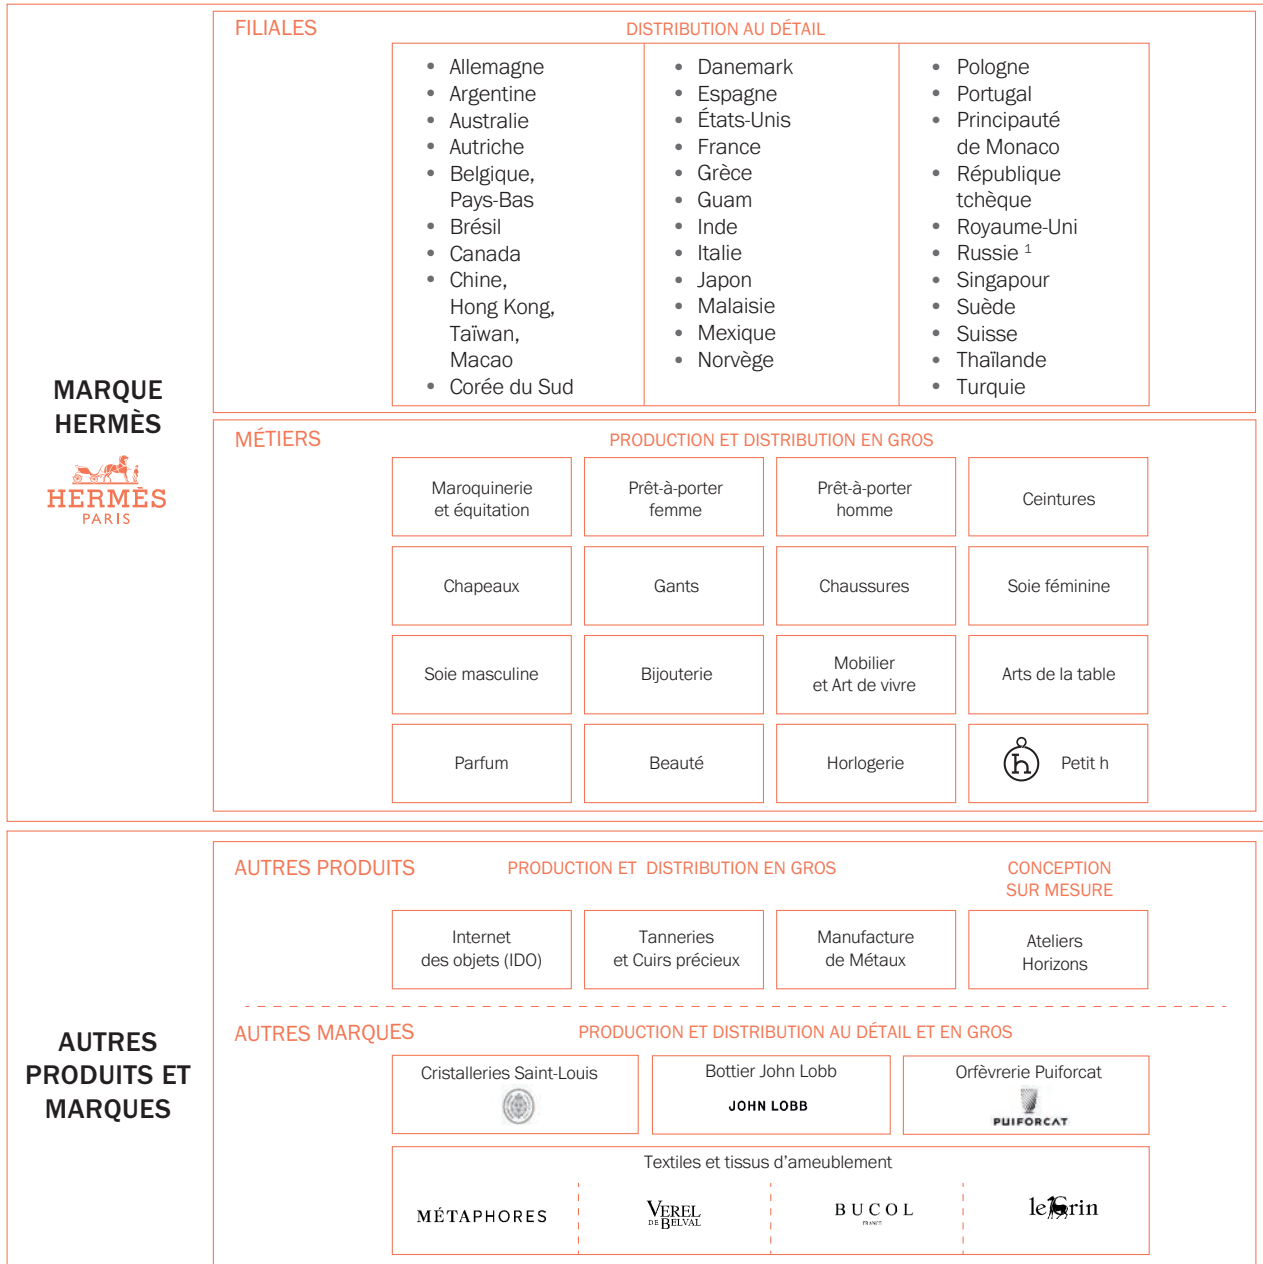 FILIALES
DISTRIBUTION AU DÉTAIL
• Allemagne
• Argentine
• Australie
• Autriche
• Belgique,
Pays-Bas
• Brésil
• Canada
• Chine,
Hong Kong,
Taïwan,
Macao
• Corée du Sud
• Danemark
• Espagne
• États-Unis
• France
• Grèce
• Guam
• Inde
• Italie
• Japon
• Malaisie
• Mexique
• Norvège
• Pologne
• Portugal
• Principauté
de Monaco
• République
tchèque
• Royaume-Uni
• Russie ¹
• Singapour
• Suède
• Suisse
• Thaïlande
• Turquie
MARQUE
HERMÈS
HERMÈS
PARIS
MÉTIERS
PRODUCTION ET DISTRIBUTION EN GROS
Maroquinerie
et équitation
Prêt-à-porter
femme
Prêt-à-porter
homme
Ceintures
Chapeaux
Gants
Chaussures
Soie féminine
Soie masculine
Bijouterie
Mobilier
et Art de vivre
Arts de la table
Parfum
Beauté
Horlogerie
h Petit h
AUTRES
PRODUITS ET
MARQUES
AUTRES PRODUITS
PRODUCTION ET DISTRIBUTION EN GROS
CONCEPTION
SUR MESURE
Internet
des objets (IDO)
Tanneries
et Cuirs précieux
Manufacture
de Métaux
Ateliers
Horizons
AUTRES MARQUES
PRODUCTION ET DISTRIBUTION AU DÉTAIL ET EN GROS
Cristalleries Saint-Louis
Bottier John Lobb
JOHN LOBB
Orfèvrerie Puiforcat
PUIFORCAT
Textiles et tissus d'ameublement
MÉTAPHORES
VEREL
DE BELVAL
BUCOL
FRANCE
le Crin